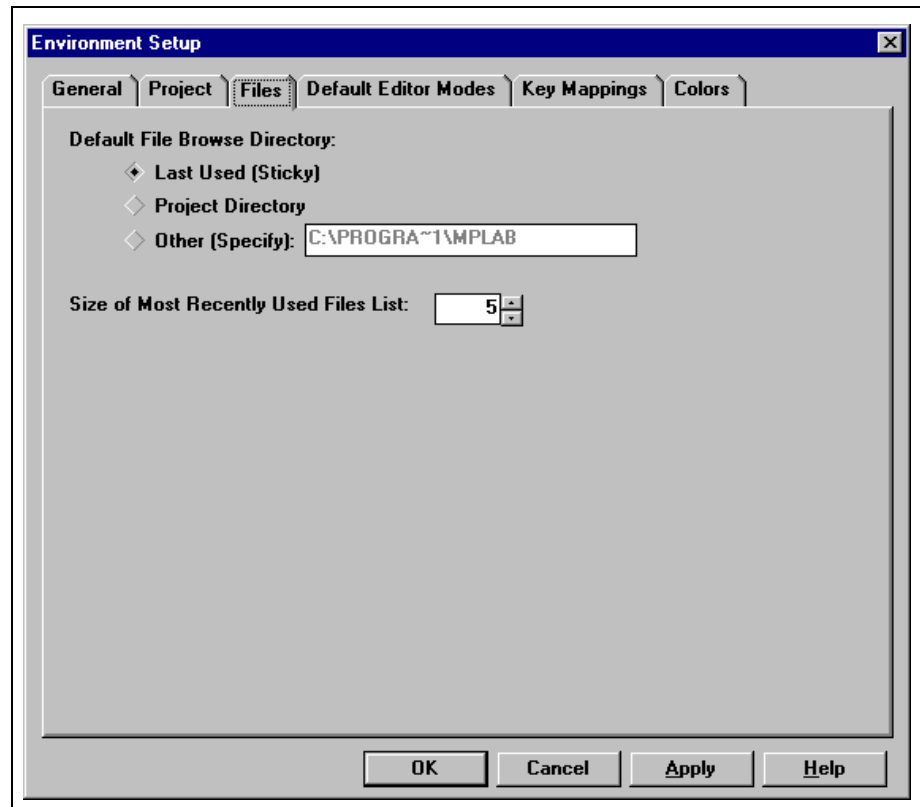 Environment Setup
General Project Files Default Editor Modes Key Mappings Colors
Default File Browse Directory:
Last Used (Sticky)
Project Directory
Other (Specify): C:\PROGRA~1\MPLAB
Size of Most Recently Used Files List: 5
OK Cancel Apply Help